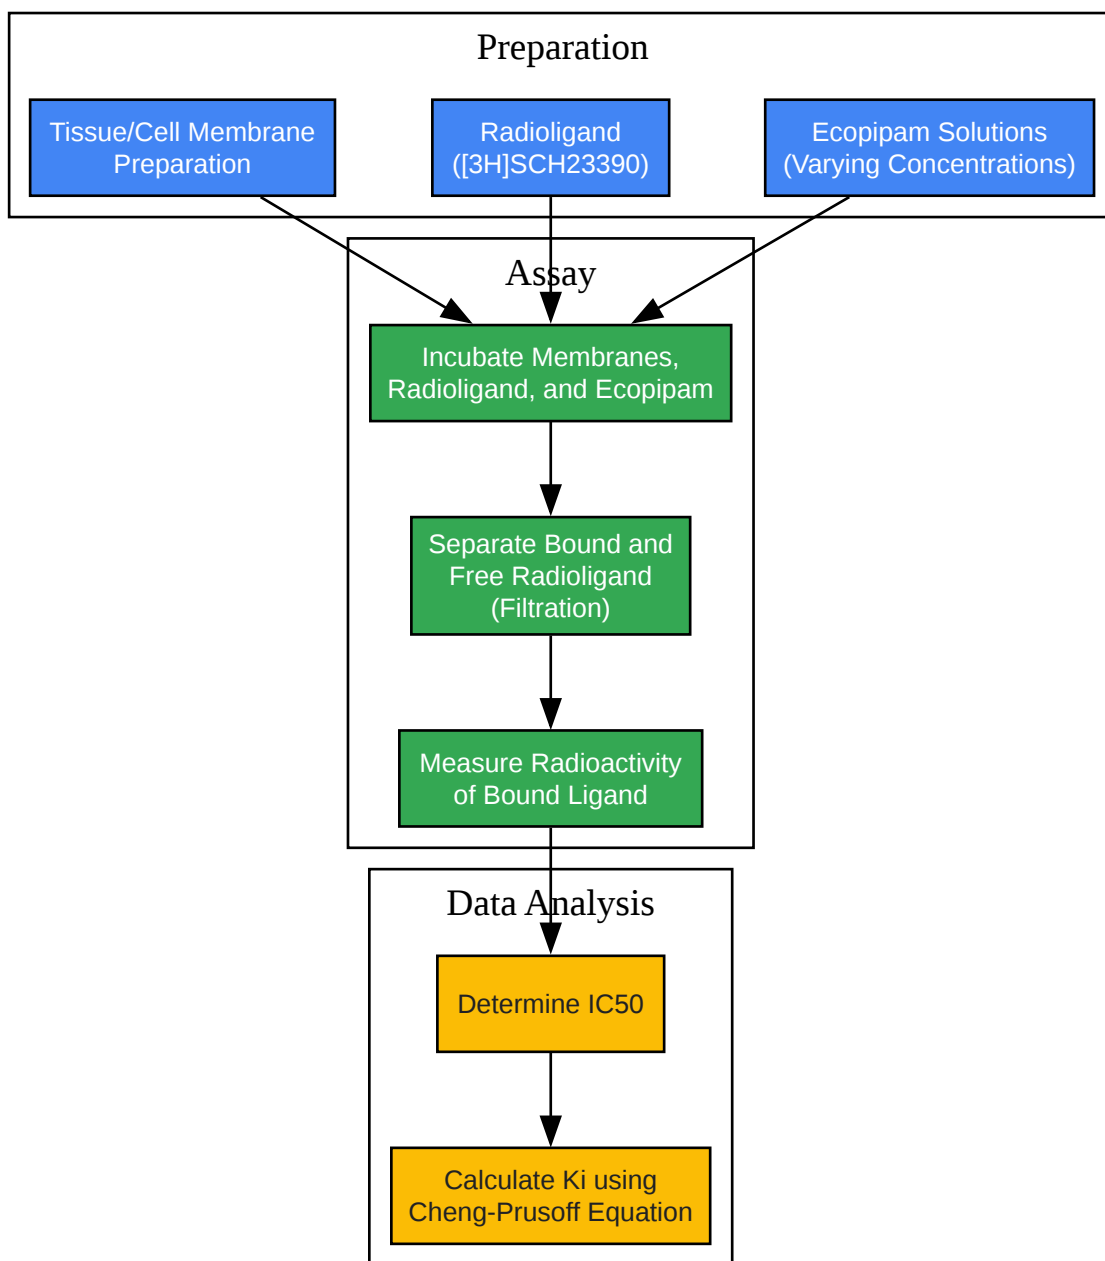 Preparation
Tissue/Cell Membrane
Preparation
Radioligand
([3H]SCH23390)
Ecopipam Solutions
(Varying Concentrations)
Assay
Incubate Membranes,
Radioligand, and Ecopipam
Separate Bound and
Free Radioligand
(Filtration)
Measure Radioactivity
of Bound Ligand
Data Analysis
Determine IC50
Calculate Ki using
Cheng-Prusoff Equation